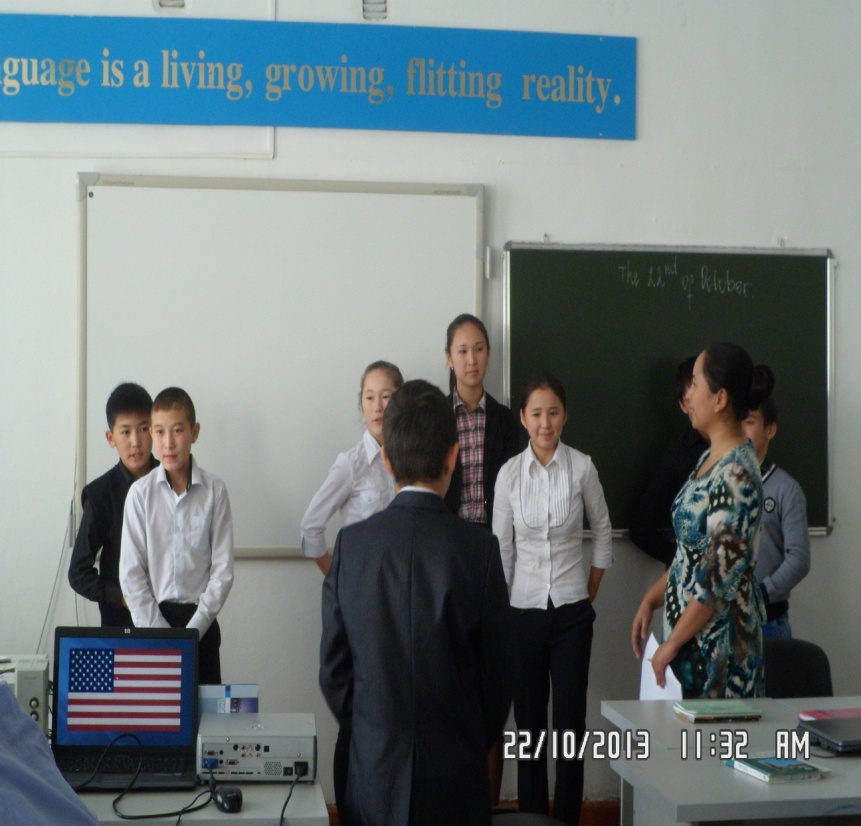 guage is a living, growing, flitting reality.
The 22nd of October.
22/10/2013 11:32 AM